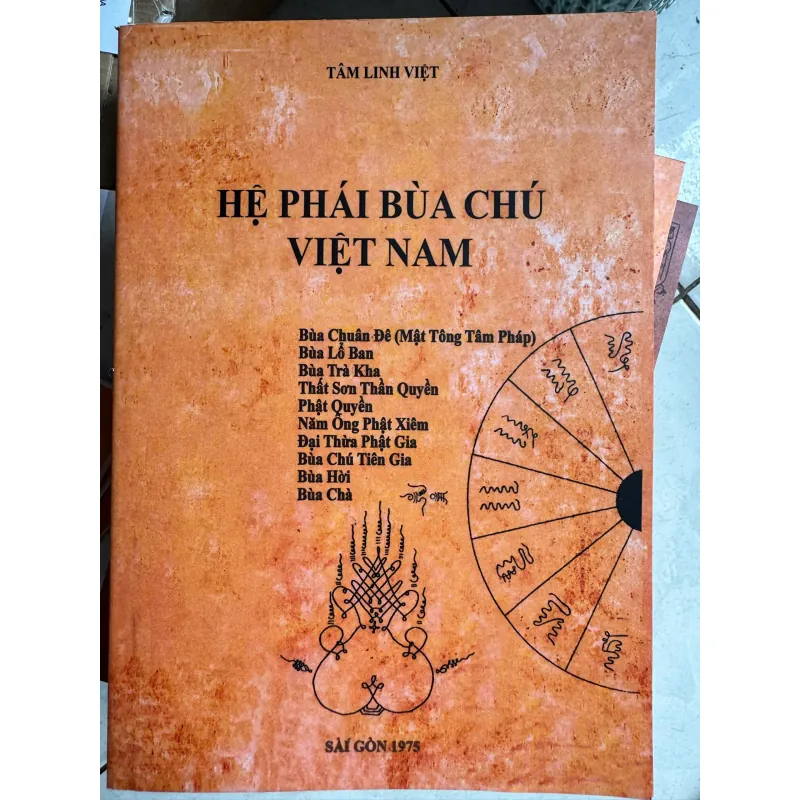 TÂM LINH VIỆT
HỆ PHÁI BÙA CHÚ
VIỆT NAM
Bùa Chuân Đê (Mật Tông Tâm Pháp)
Bùa Lỗ Ban
Bùa Trà Kha
Thất Sơn Thần Quyền
Phật Quyền
Năm Ông Phật Xiêm
Đại Thừa Phật Gia
Bùa Chú Tiên Gia
Bùa Hời
Bùa Chà
SÀI GÒN 1975